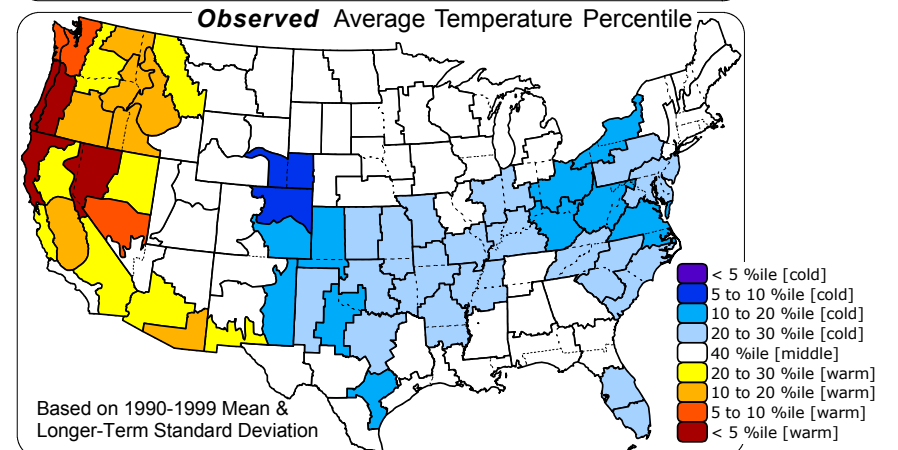 Observed Average Temperature Percentile
< 5 %ile [cold]
5 to 10 %ile [cold]
10 to 20 %ile [cold]
20 to 30 %ile [cold]
40 %ile [middle]
20 to 30 %ile [warm]
10 to 20 %ile [warm]
5 to 10 %ile [warm]
< 5 %ile [warm]
Based on 1990-1999 Mean &
Longer-Term Standard Deviation